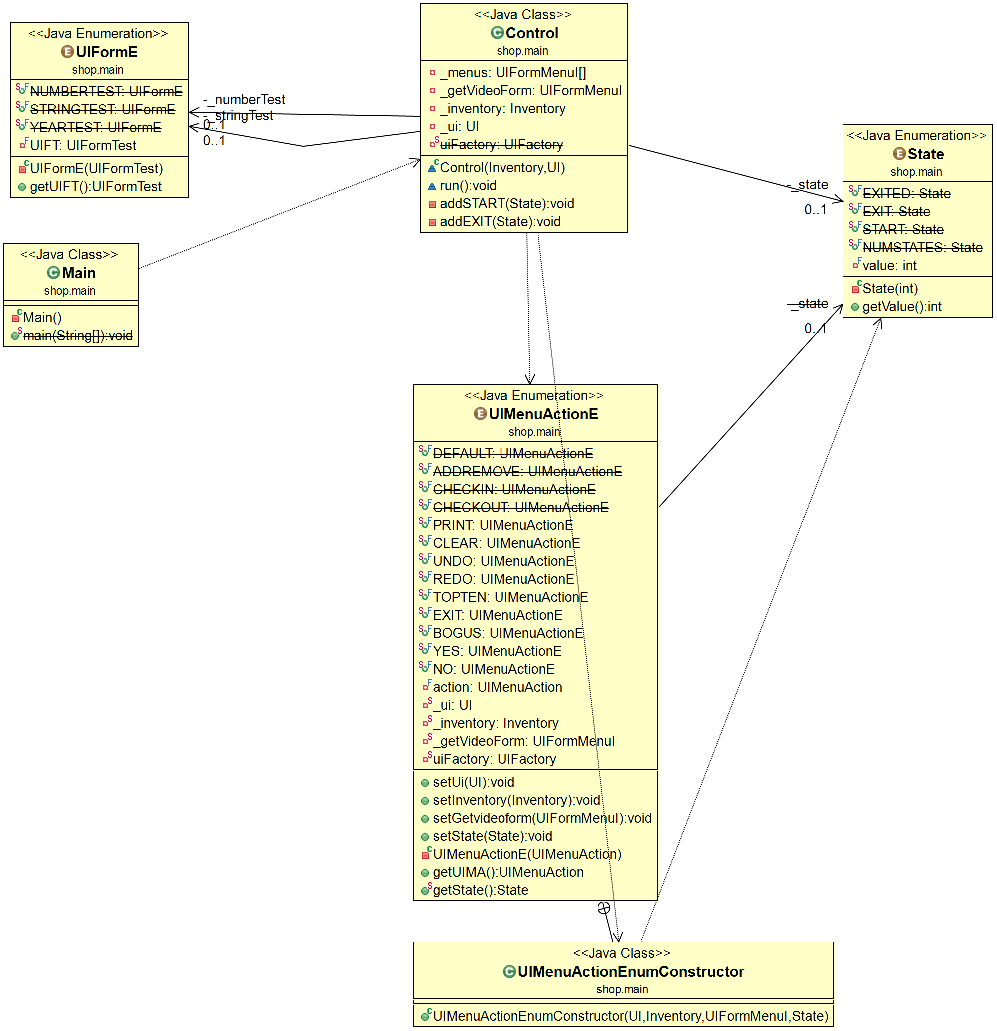 <<Java Enumeration>>
UIFormE
shop.main
NUMBERTEST: UIFormE
STRINGTEST: UIFormE
YEARTEST: UIFormE
UIFT: UIFormTest
UIFormE(UIFormTest)
getUIFT():UIFormTest
-_numberTest
0..1
-_stringTest
0..1
<<Java Class>>
Control
shop.main
_menus: UIFormMenuI[]
_getVideoForm: UIFormMenuI
_inventory: Inventory
_ui: UI
uiFactory: UIFactory
Control(Inventory,UI)
run():void
addSTART(State):void
addEXIT(State):void
-_state
0..1
<<Java Enumeration>>
State
shop.main
EXITED: State
EXIT: State
START: State
NUMSTATES: State
value: int
State(int)
getValue():int
<<Java Class>>
Main
shop.main
Main()
main(String[]):void
-_state
0..1
<<Java Enumeration>>
UIMenuActionE
shop.main
DEFAULT: UIMenuActionE
ADDREMOVE: UIMenuActionE
CHECKIN: UIMenuActionE
CHECKOUT: UIMenuActionE
PRINT: UIMenuActionE
CLEAR: UIMenuActionE
UNDO: UIMenuActionE
REDO: UIMenuActionE
TOPTEN: UIMenuActionE
EXIT: UIMenuActionE
BOGUS: UIMenuActionE
YES: UIMenuActionE
NO: UIMenuActionE
action: UIMenuAction
_ui: UI
_inventory: Inventory
_getVideoForm: UIFormMenuI
uiFactory: UIFactory
setUi(UI):void
setInventory(Inventory):void
setGetvideoform(UIFormMenuI):void
setState(State):void
UIMenuActionE(UIMenuAction)
getUIMA():UIMenuAction
getState():State
<<Java Class>>
UIMenuActionEnumConstructor
shop.main
UIMenuActionEnumConstructor(UI,Inventory,UIFormMenuI,State)